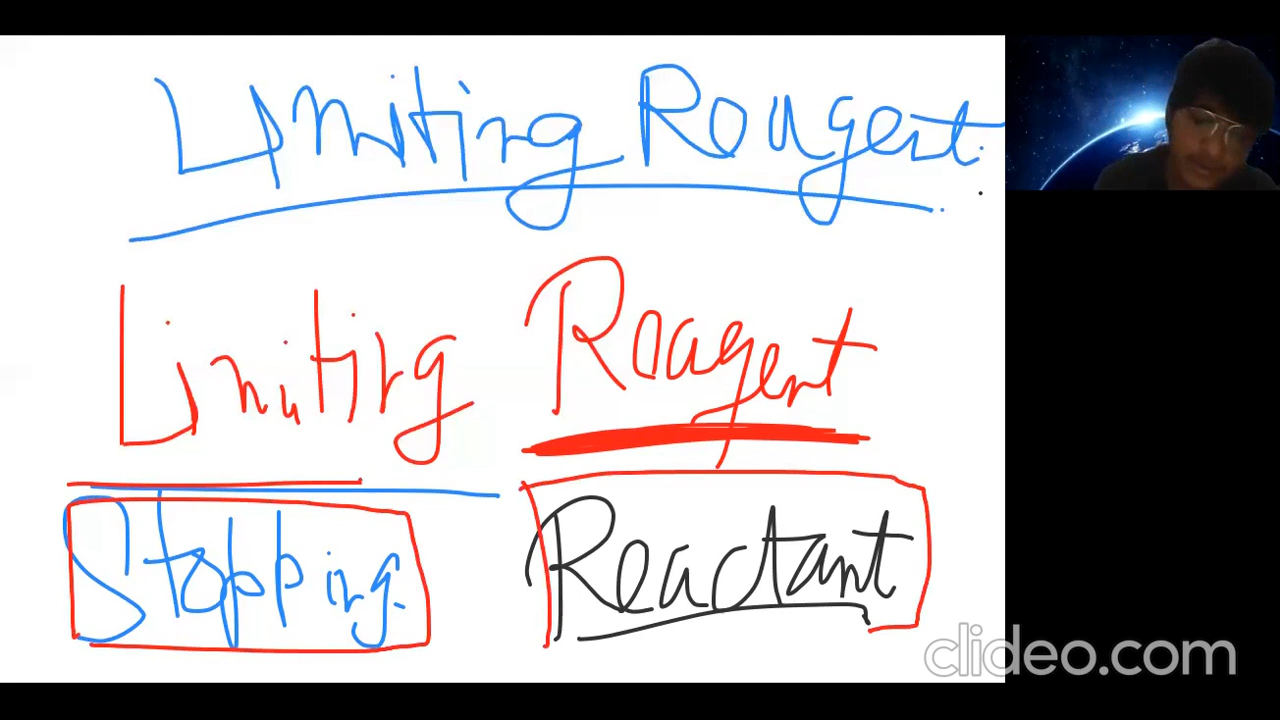 Limiting Reagent.
Limiting Reagent
Stopping. Reactant
clideo.com